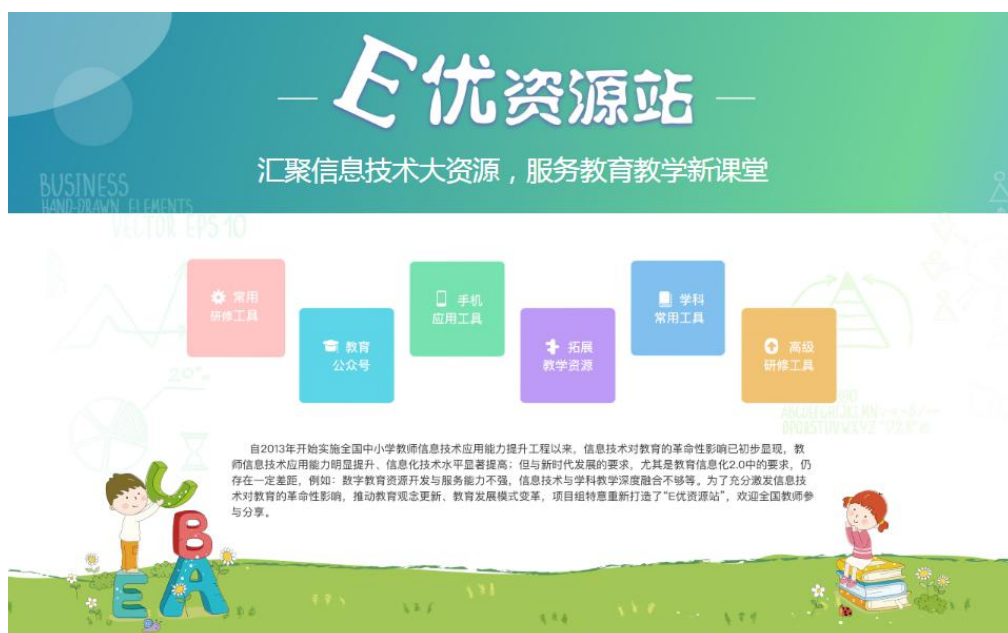 E优资源站
汇聚信息技术大资源，服务教育教学新课堂
BUSINESS
HAND-DRAWN ELEMENTS
VECTOR EPS 10
常用
研修工具
教育
公众号
手机
应用工具
拓展
教学资源
学科
常用工具
高级
研修工具
20%
自2013年开始实施全国中小学教师信息技术应用能力提升工程以来，信息技术对教育的革命性影响已初步显现，教
师信息技术应用能力明显提升、信息化技术水平显著提高；但与新时代发展的要求，尤其是教育信息化2.0中的要求，仍
存在一定差距，例如：数字教育资源开发与服务能力不强，信息技术与学科教学深度融合不够等。为了充分激发信息技
术对教育的革命性影响，推动教育观念更新、教育发展模式变革，项目组特意重新打造了“E优资源站”，欢迎全国教师参
与分享。
U
B
E
A